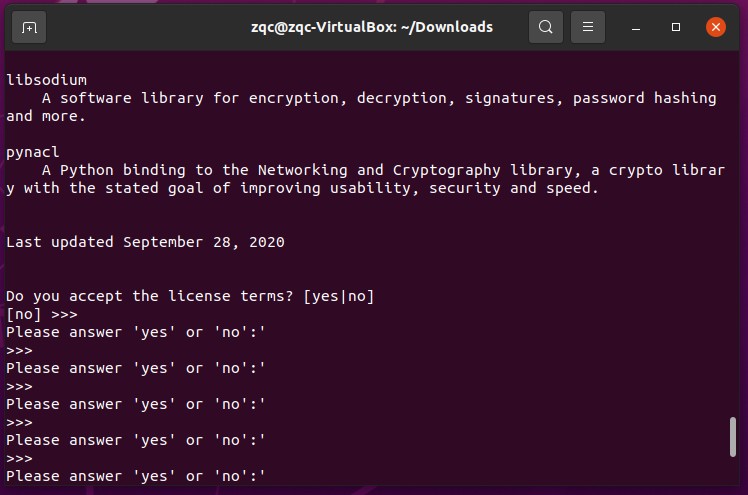 zqc@zqc-VirtualBox: ~/Downloads
libsodium
    A software library for encryption, decryption, signatures, password hashing
and more.
pynacl
    A Python binding to the Networking and Cryptography library, a crypto librar
y with the stated goal of improving usability, security and speed.
Last updated September 28, 2020
Do you accept the license terms? [yes|no]
[no] >>>
Please answer 'yes' or 'no':'
>>>
Please answer 'yes' or 'no':'
>>>
Please answer 'yes' or 'no':'
>>>
Please answer 'yes' or 'no':'
>>>
Please answer 'yes' or 'no':'